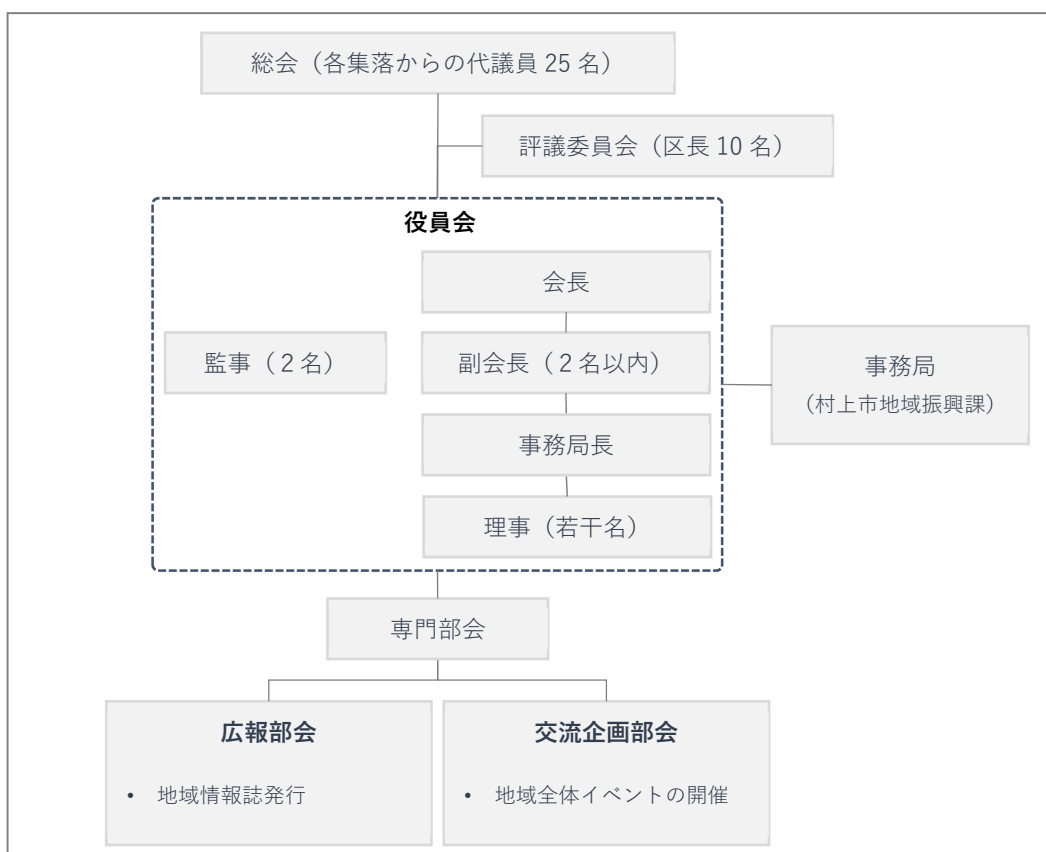 総会（各集落からの代議員 25 名）
評議委員会（区長 10 名）
役員会
会長
監事（２名）
副会長（２名以内）
事務局
(村上市地域振興課)
事務局長
理事（若干名）
専門部会
広報部会
• 地域情報誌発行
交流企画部会
• 地域全体イベントの開催